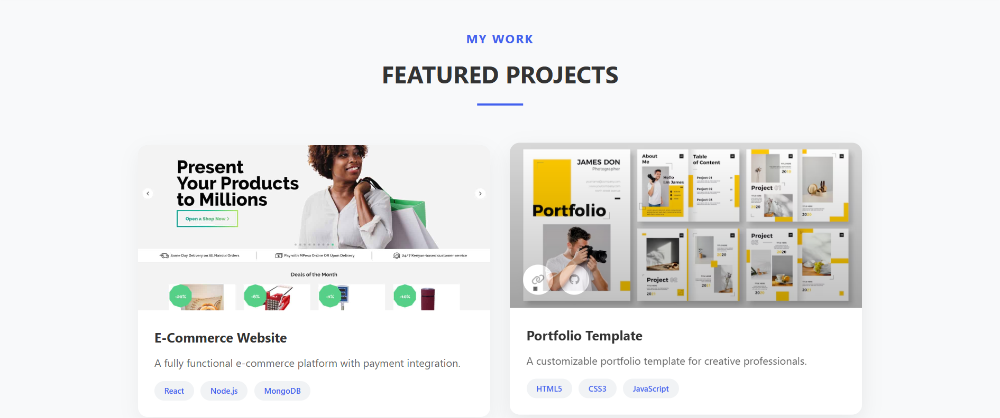 MY WORK
FEATURED PROJECTS
Present
Your Products
to Millions
Open a Shop Now
Same Day Delivery on All Nairobi Orders
Pay with MPesa Online OR Upon Delivery
24/7 Kenyan-based customer service
Deals of the Month
-20%
-6%
-1%
-10%
E-Commerce Website
A fully functional e-commerce platform with payment integration.
React
Node.js
MongoDB
JAMES DON
Photographer
Portfolio
About
Me
Hello
I,m James
Table
of Content
Project 01
Project 02
Project 03
2019
Project 01
2020
2020
Project 02
2021
2021
Project
03
2020
2020
2021
2021
Portfolio Template
A customizable portfolio template for creative professionals.
HTML5
CSS3
JavaScript